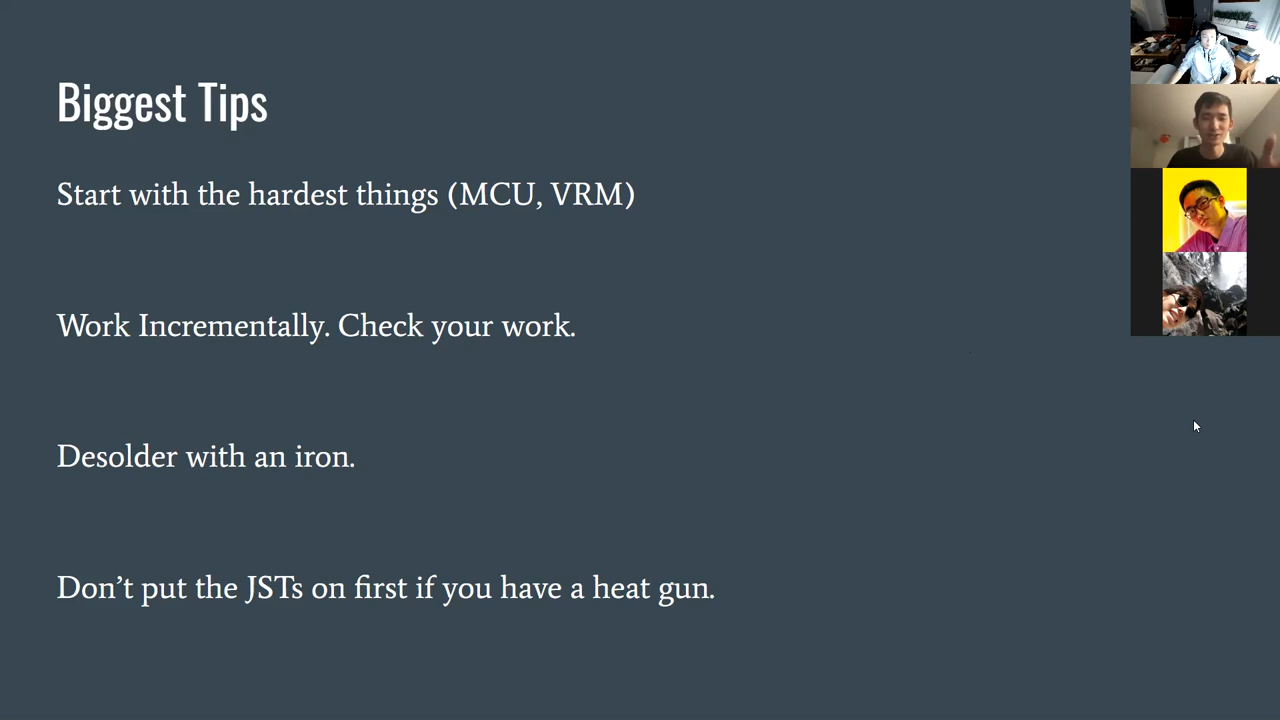 Biggest Tips
Start with the hardest things (MCU, VRM)
Work Incrementally. Check your work.
Desolder with an iron.
Don’t put the JSTs on first if you have a heat gun.